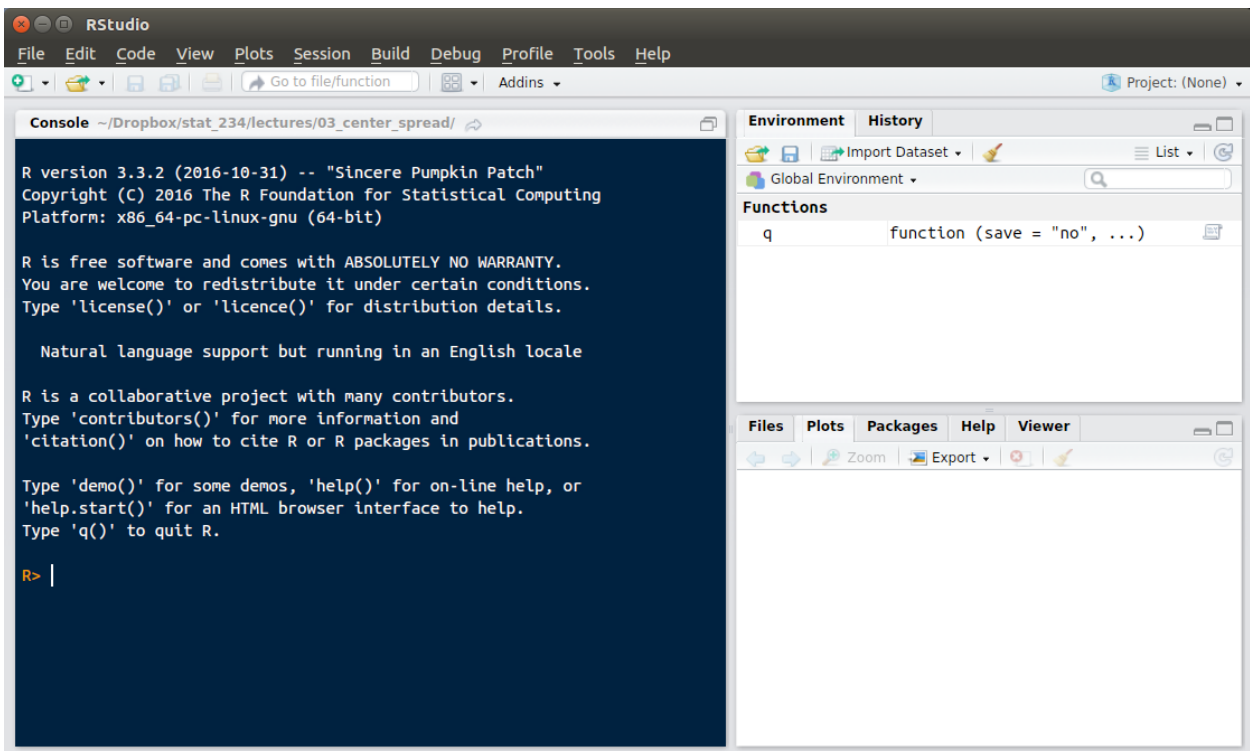 RStudio
File Edit Code View Plots Session Build Debug Profile Tools Help
Go to file/function Addins Project: (None)
Console ~/Dropbox/stat_234/lectures/03_center_spread/
R version 3.3.2 (2016-10-31) -- "Sincere Pumpkin Patch"
Copyright (C) 2016 The R Foundation for Statistical Computing
Platform: x86_64-pc-linux-gnu (64-bit)
R is free software and comes with ABSOLUTELY NO WARRANTY.
You are welcome to redistribute it under certain conditions.
Type 'license()' or 'licence()' for distribution details.
Natural language support but running in an English locale
R is a collaborative project with many contributors.
Type 'contributors()' for more information and
'citation()' on how to cite R or R packages in publications.
Type 'demo()' for some demos, 'help()' for on-line help, or
'help.start()' for an HTML browser interface to help.
Type 'q()' to quit R.
R>
Environment History
Import Dataset List
Global Environment
Functions
q function (save = "no", ...)
Files Plots Packages Help Viewer
Zoom Export